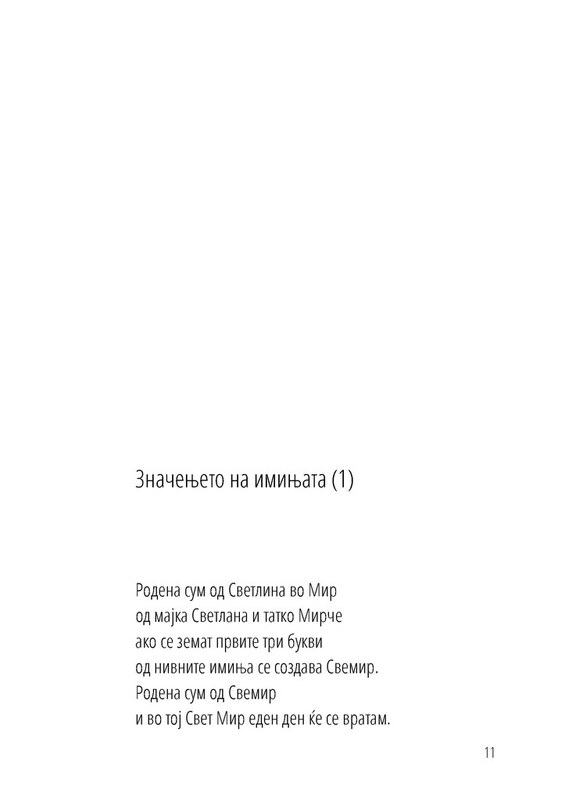 Значењето на имињата (1)
Родена сум од Светлина во Мир
од мајка Светлана и татко Мирче
ако се земат првите три букви
од нивните имиња се создава Свемир.
Родена сум од Свемир
и во тој Свет Мир еден ден ќе се вратам.
11